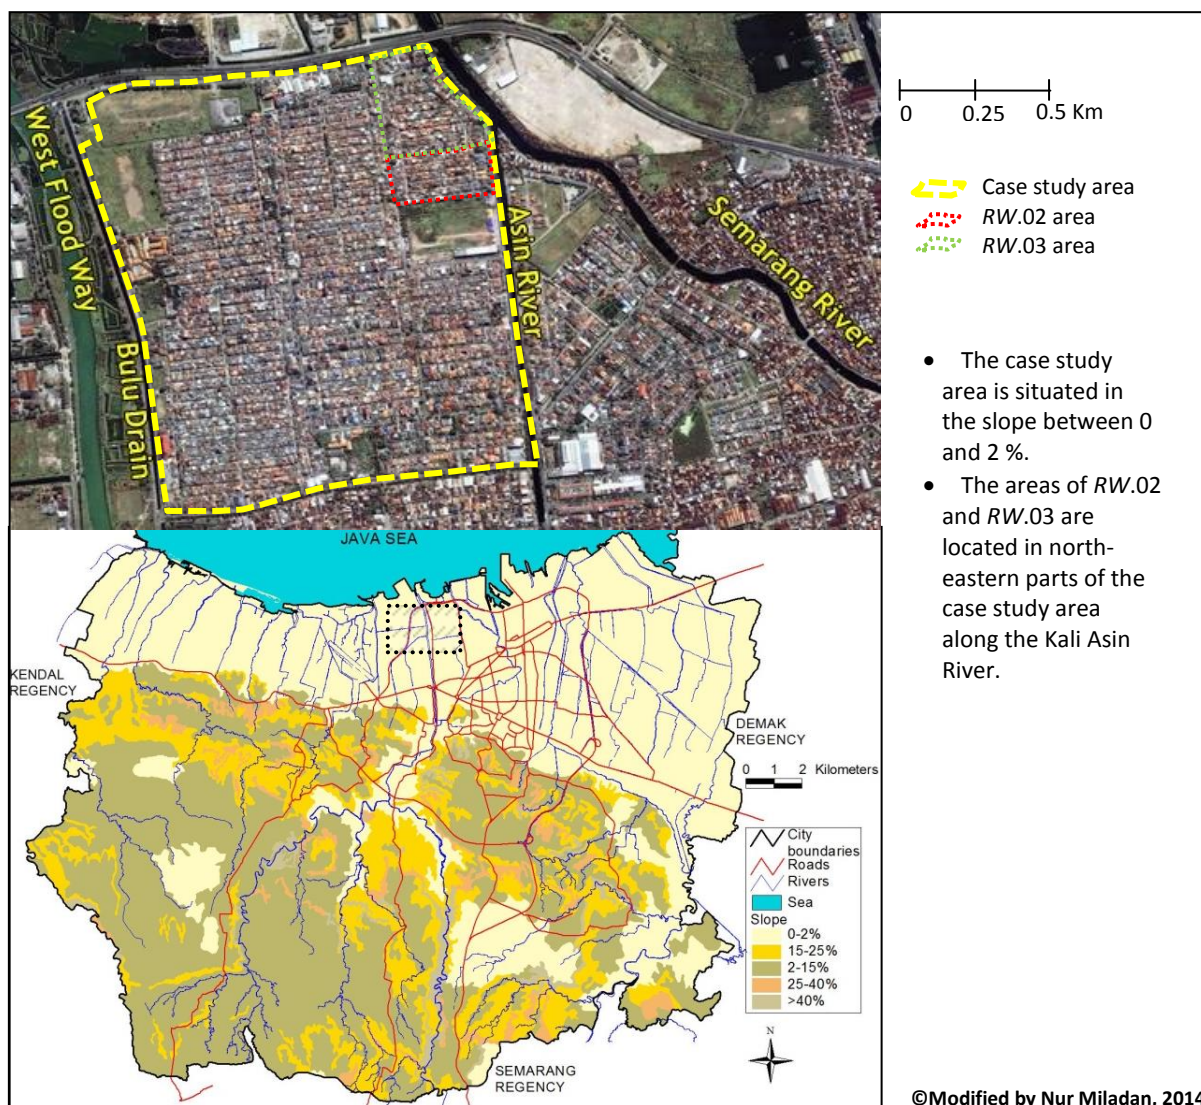 West Flood Way
Bulu Drain
Asin River
Semarang River
0 0.25 0.5 Km
Case study area
RW.02 area
RW.03 area
• The case study
area is situated in
the slope between 0
and 2 %.
• The areas of RW.02
and RW.03 are
located in north-
eastern parts of the
case study area
along the Kali Asin
River.
JAVA SEA
KENDAL
REGENCY
DEMAK
REGENCY
0 1 2 Kilometers
City
boundaries
Roads
Rivers
Sea
Slope
0-2%
15-25%
2-15%
25-40%
>40%
N
SEMARANG
REGENCY
©Modified by Nur Miladan, 2014